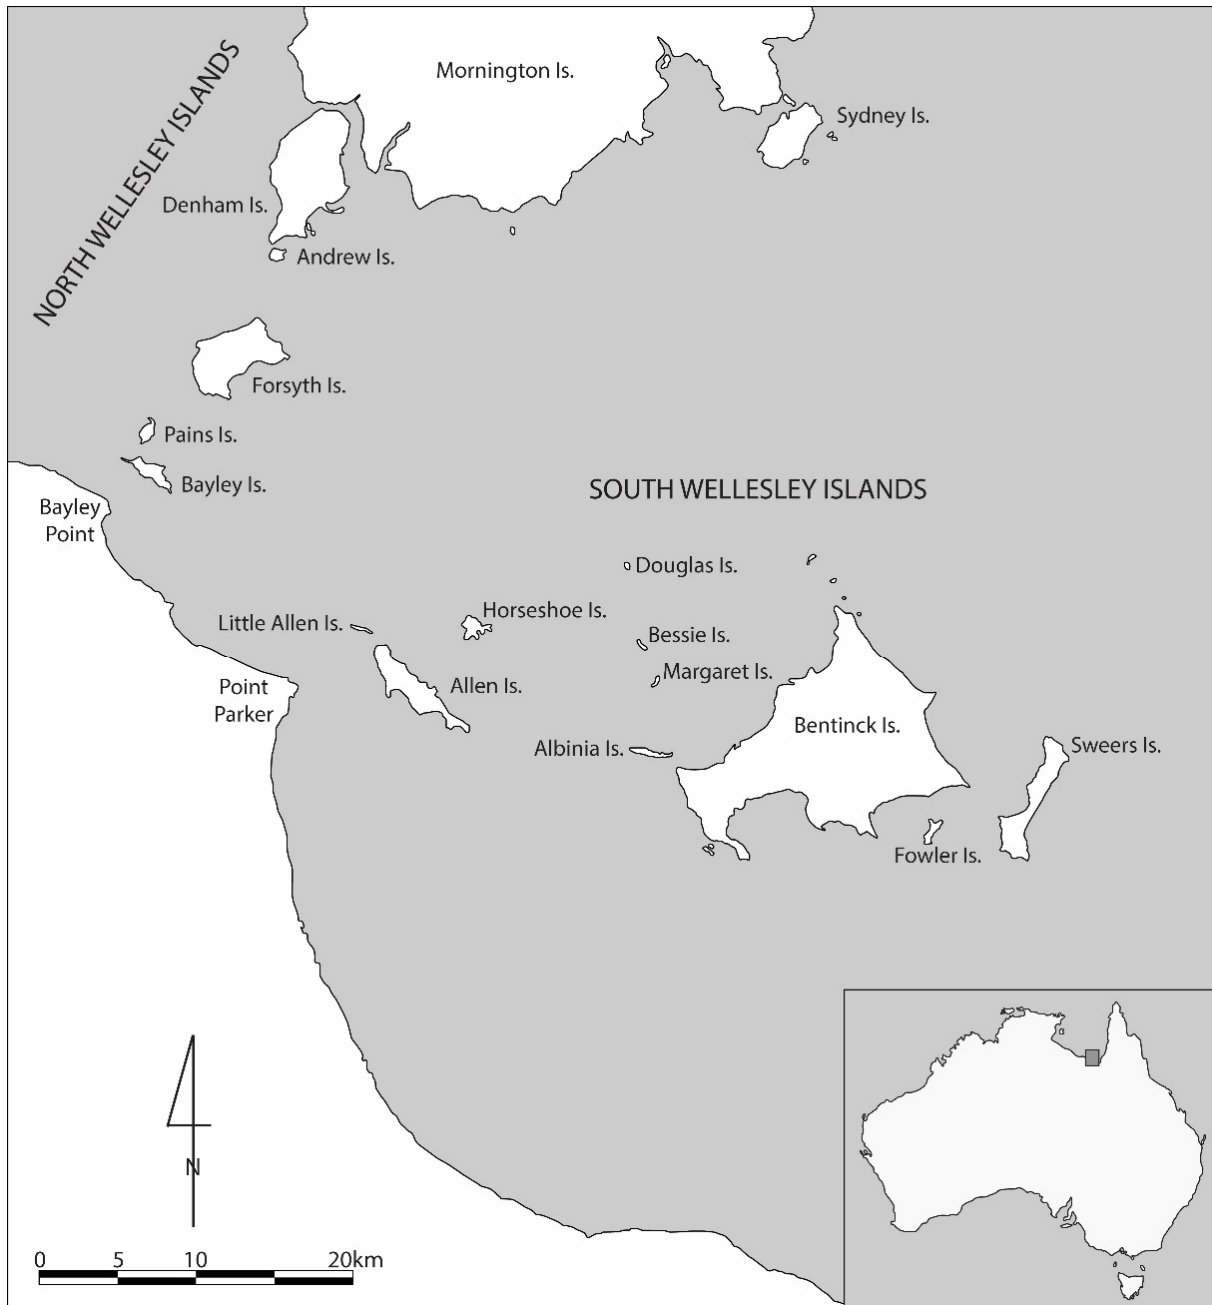 Mornington Is.
Sydney Is.
NORTH WELLESLEY ISLANDS
Denham Is.
Andrew Is.
Forsyth Is.
Pains Is.
Bayley Is.
SOUTH WELLESLEY ISLANDS
Bayley
Point
Douglas Is.
Horseshoe Is.
Little Allen Is.
Bessie Is.
Margaret Is.
Point
Parker
Allen Is.
Bentinck Is.
Albinia Is.
Sweers Is.
Fowler Is.
N
0 5 10 20km